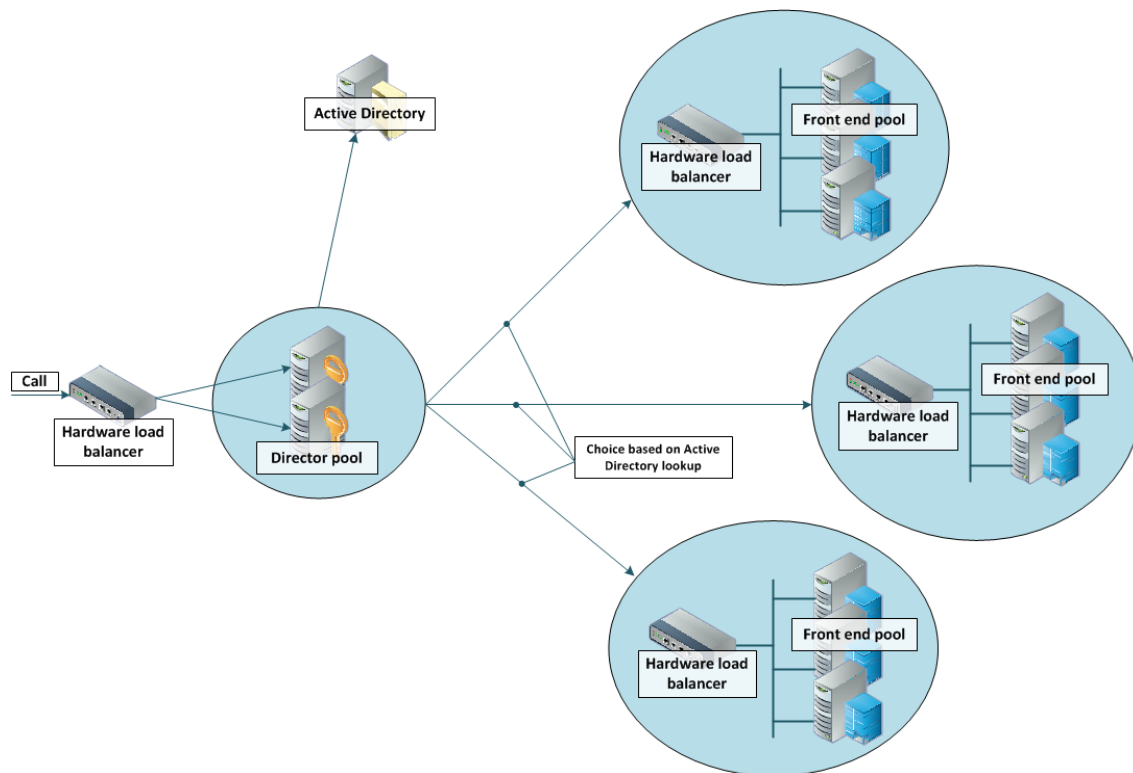 Active Directory
Front end pool
Hardware load
balancer
Call
Hardware load
balancer
Director pool
Choice based on Active
Directory lookup
Front end pool
Hardware load
balancer
Front end pool
Hardware load
balancer